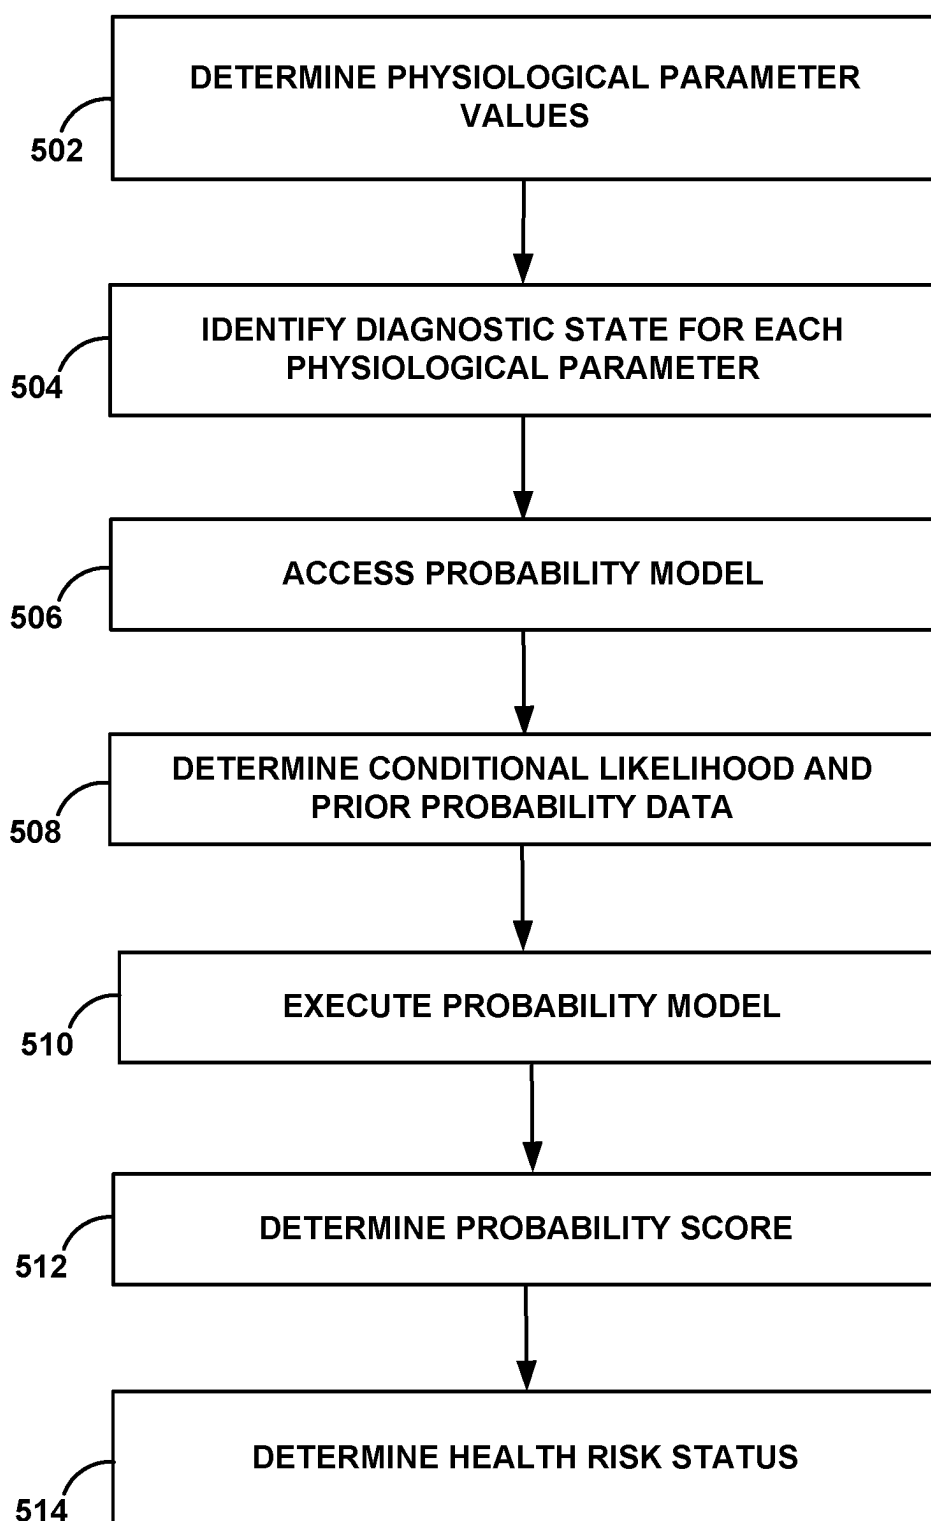 DETERMINE PHYSIOLOGICAL PARAMETER
VALUES
502
IDENTIFY DIAGNOSTIC STATE FOR EACH
PHYSIOLOGICAL PARAMETER
504
ACCESS PROBABILITY MODEL
506
DETERMINE CONDITIONAL LIKELIHOOD AND
PRIOR PROBABILITY DATA
508
EXECUTE PROBABILITY MODEL
510
DETERMINE PROBABILITY SCORE
512
DETERMINE HEALTH RISK STATUS
514